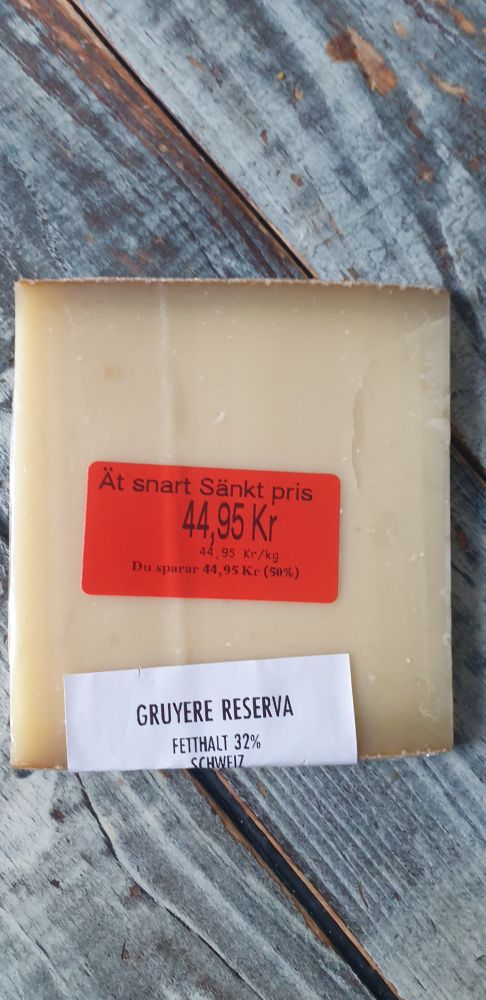 Ät snart Sänkt pris
44,95 Kr
44,95 Kr/kg
Du sparar 44,95 Kr (50%)
GRUYERE RESERVA
FETTHALT 32%
SCHWEIZ